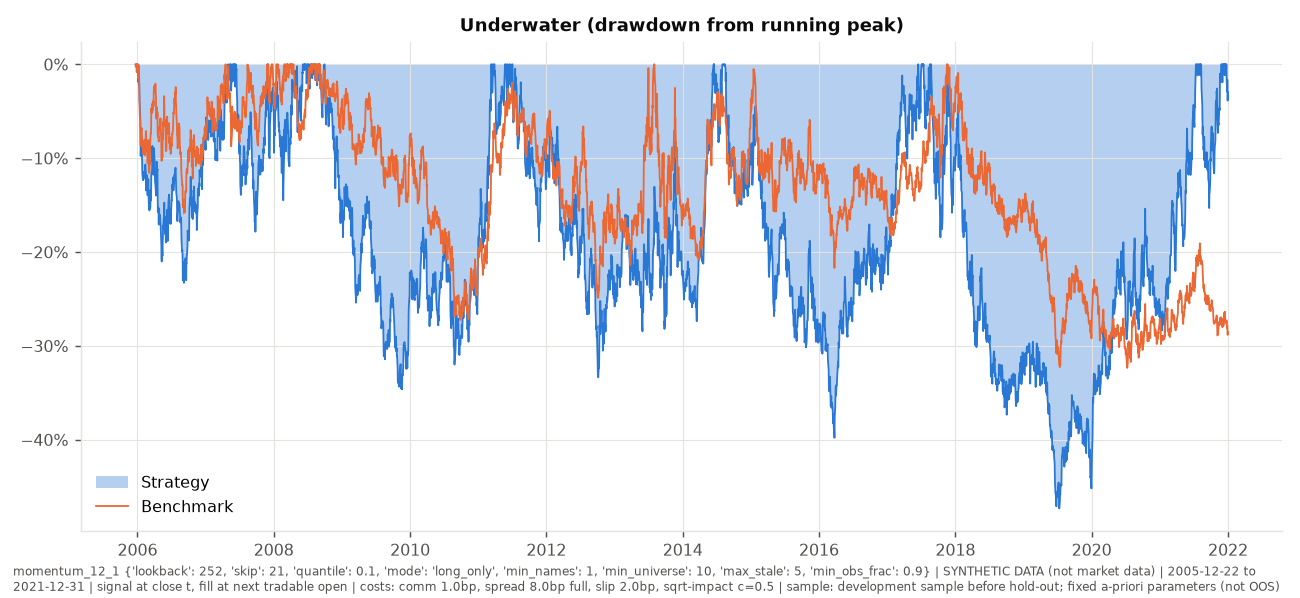 Underwater (drawdown from running peak)
0%
−10%
−20%
−30%
−40%
Strategy
Benchmark
2006 2008 2010 2012 2014 2016 2018 2020 2022
momentum_12_1 {'lookback': 252, 'skip': 21, 'quantile': 0.1, 'mode': 'long_only', 'min_names': 1, 'min_universe': 10, 'max_stale': 5, 'min_obs_frac': 0.9} | SYNTHETIC DATA (not market data) | 2005-12-22 to
2021-12-31 | signal at close t, fill at next tradable open | costs: comm 1.0bp, spread 8.0bp full, slip 2.0bp, sqrt-impact c=0.5 | sample: development sample before hold-out; fixed a-priori parameters (not OOS)